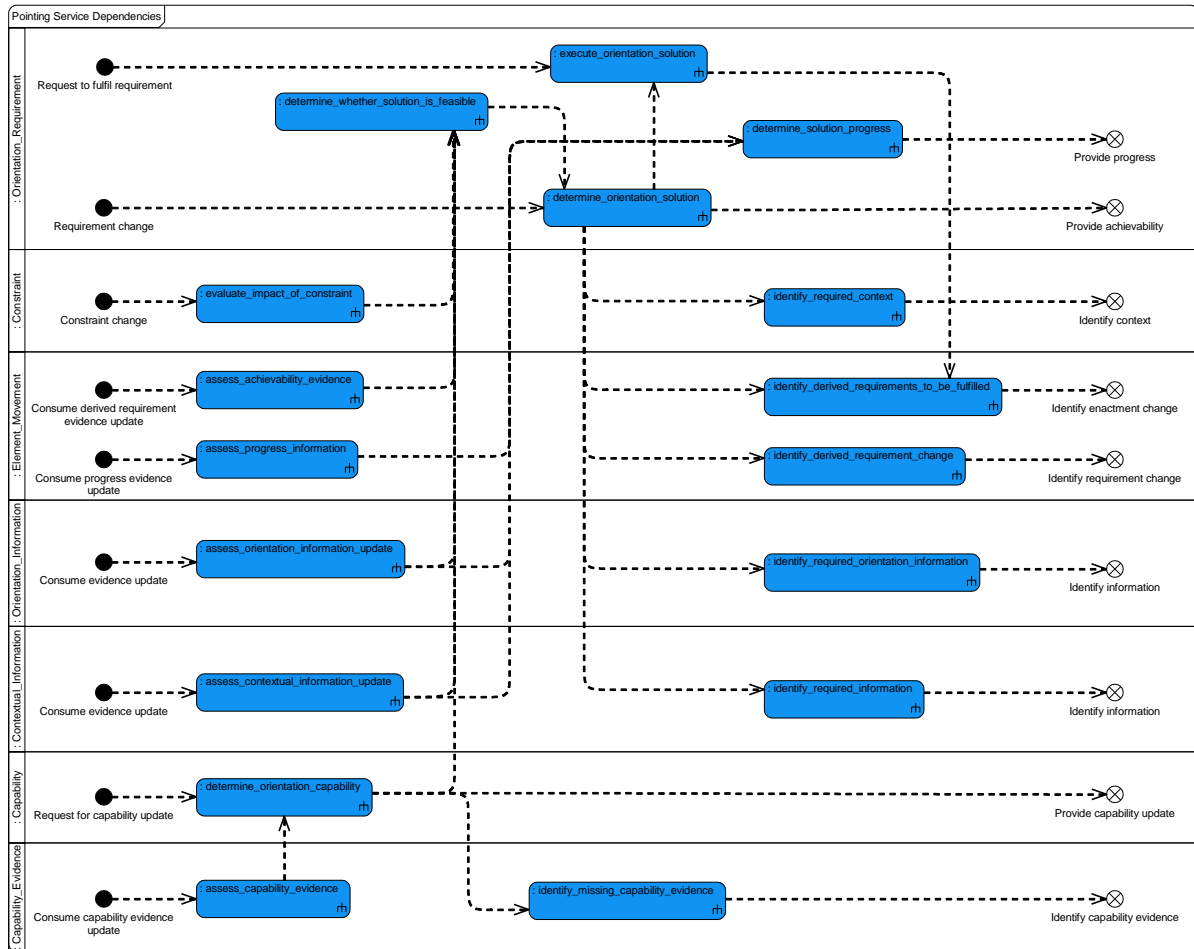 Pointing Service Dependencies
: Orientation_Requirement
: execute_orientation_solution
Request to fulfil requirement
: determine_whether_solution_is_feasible
: determine_solution_progress
Provide progress
: determine_orientation_solution
Requirement change
Provide achievability
: Constraint
: evaluate_impact_of_constraint
Constraint change
: identify_required_context
Identify context
: Element_Movement
: assess_achievability_evidence
Consume derived requirement
evidence update
: identify_derived_requirements_to_be_fulfilled
Identify enactment change
: assess_progress_information
Consume progress evidence
update
: identify_derived_requirement_change
Identify requirement change
: Orientation_Information
: assess_orientation_information_update
Consume evidence update
: identify_required_orientation_information
Identify information
: Contextual_Information
: assess_contextual_information_update
Consume evidence update
: identify_required_information
Identify information
: Capability
: determine_orientation_capability
Request for capability update
Provide capability update
: Capability_Evidence
: assess_capability_evidence
Consume capability evidence
update
: identify_missing_capability_evidence
Identify capability evidence